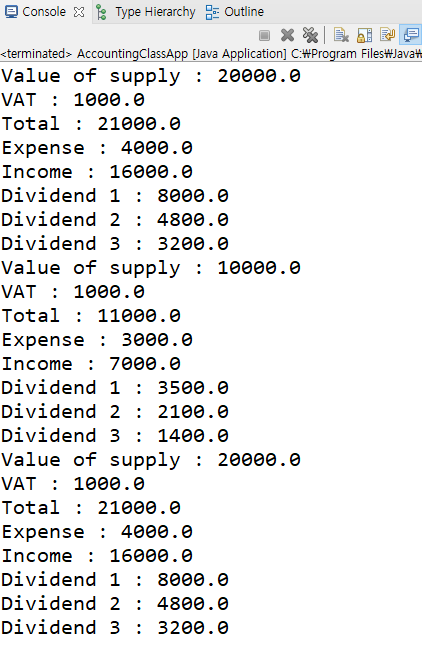 Console Type Hierarchy Outline
<terminated> AccountingClassApp [Java Application] C:₩Program Files₩Java₩
Value of supply : 20000.0
VAT : 1000.0
Total : 21000.0
Expense : 4000.0
Income : 16000.0
Dividend 1 : 8000.0
Dividend 2 : 4800.0
Dividend 3 : 3200.0
Value of supply : 10000.0
VAT : 1000.0
Total : 11000.0
Expense : 3000.0
Income : 7000.0
Dividend 1 : 3500.0
Dividend 2 : 2100.0
Dividend 3 : 1400.0
Value of supply : 20000.0
VAT : 1000.0
Total : 21000.0
Expense : 4000.0
Income : 16000.0
Dividend 1 : 8000.0
Dividend 2 : 4800.0
Dividend 3 : 3200.0